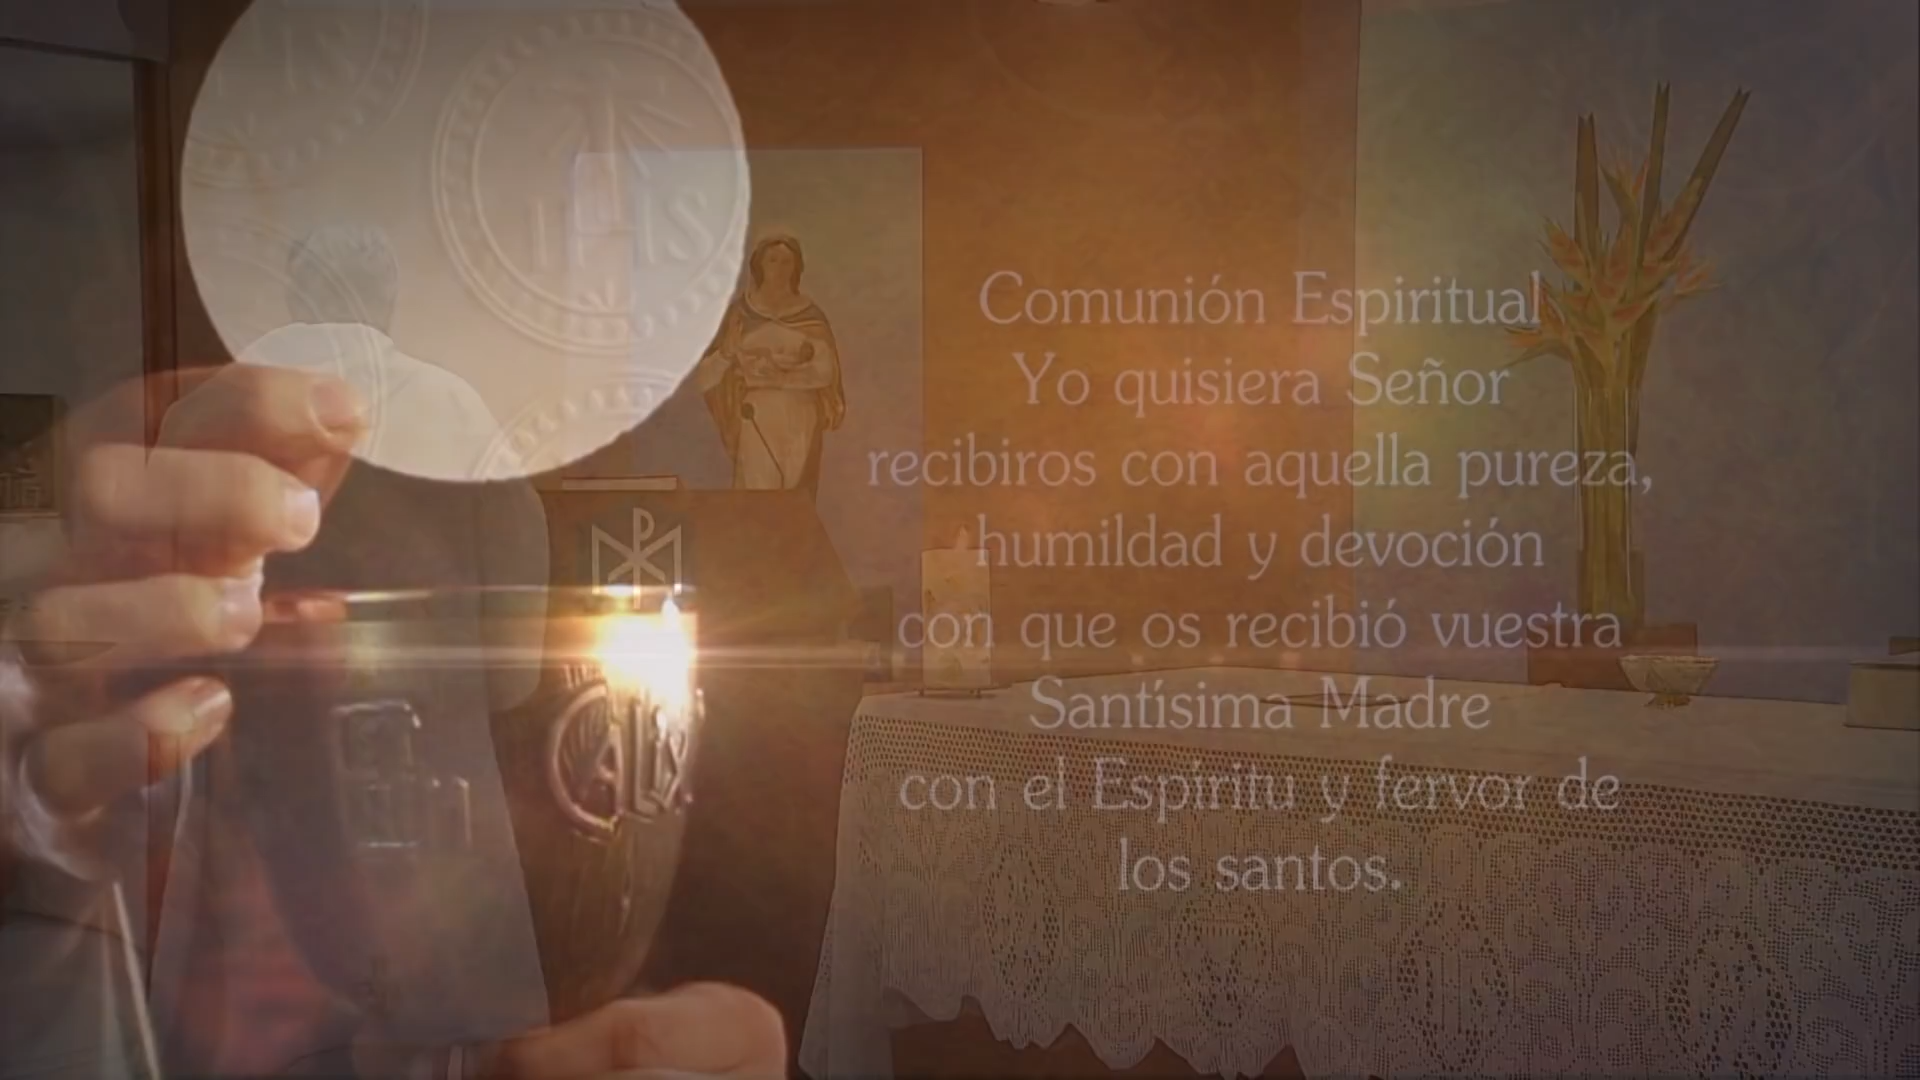 IHS
Comunión Espiritual
Yo quisiera Señor
recibiros con aquella pureza,
humildad y devoción
con que os recibió vuestra
Santísima Madre
con el Espíritu y fervor de
los santos.